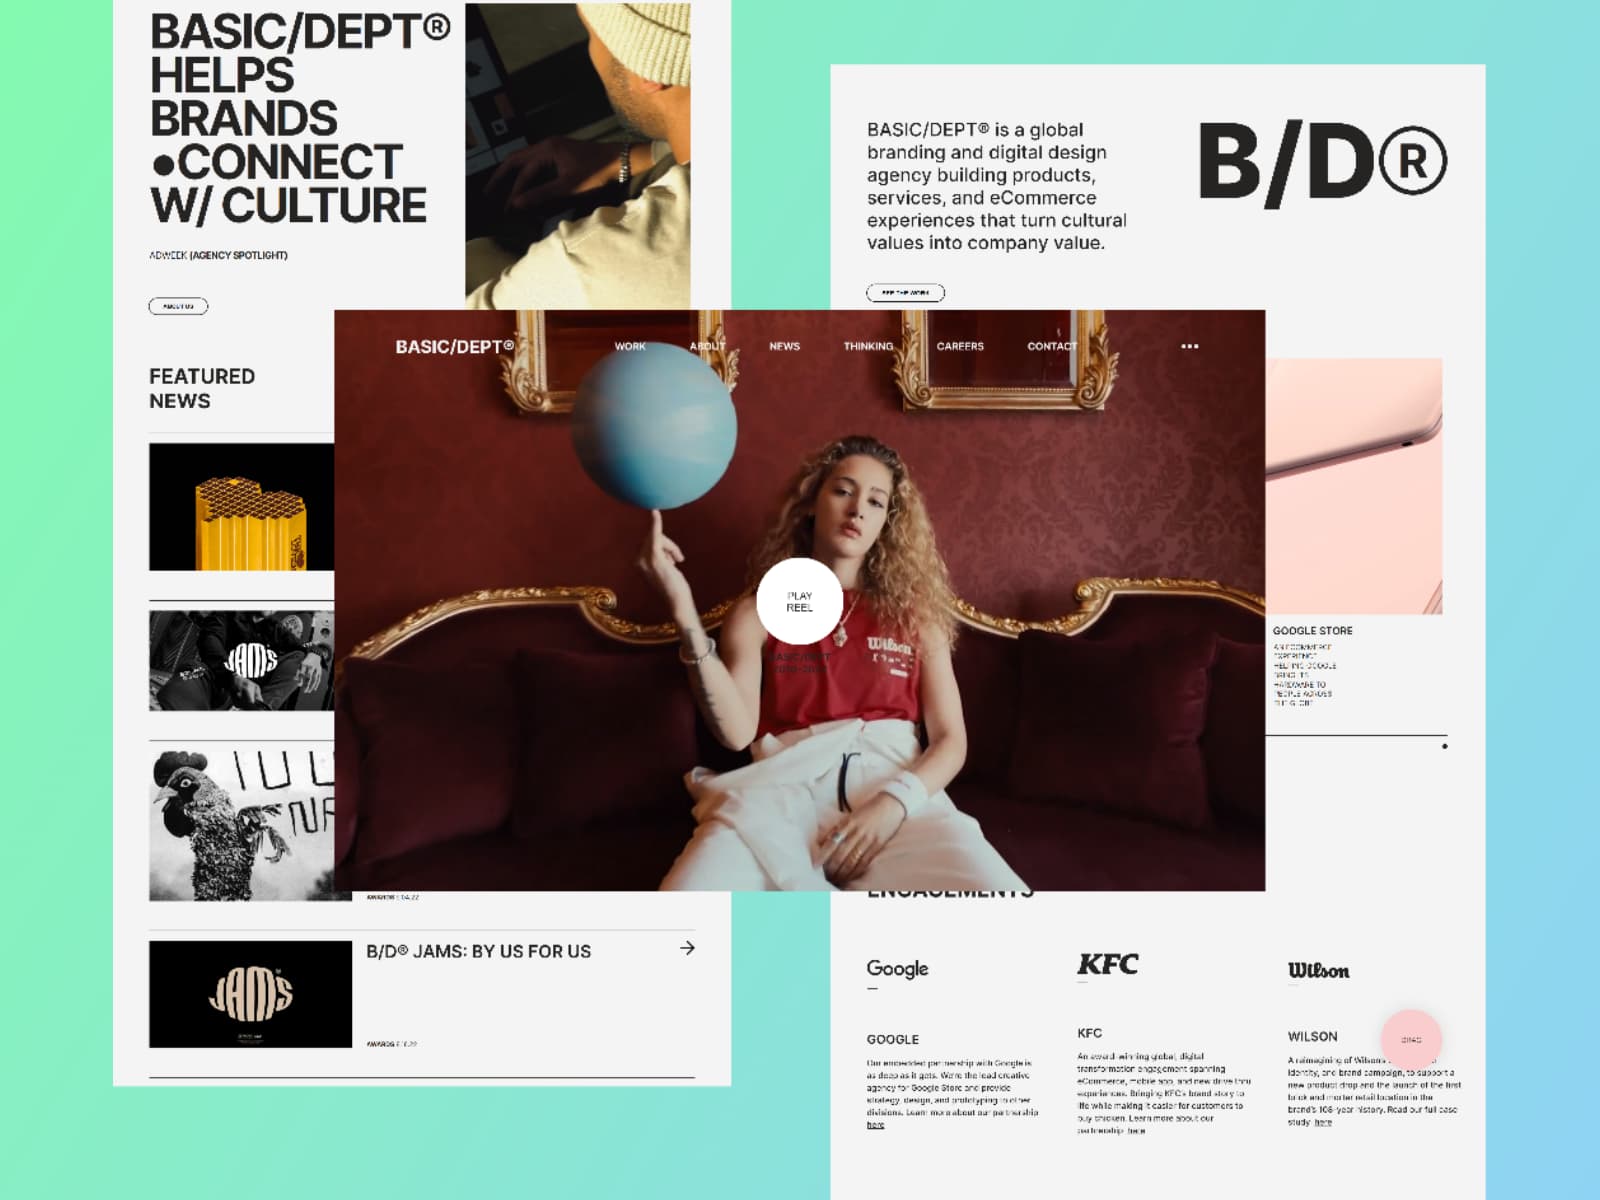 BASIC/DEPT®
HELPS
BRANDS
●CONNECT
W/ CULTURE
ADWEEK (AGENCY SPOTLIGHT)
ABOUT US
FEATURED
NEWS
JAMS
AWARDS
B/D® JAMS: BY US FOR US
JAMS
AWARDS
BASIC/DEPT®
WORK
ABOUT
NEWS
THINKING
CAREERS
CONTACT
PLAY
REEL
BASIC/DEPT
Wilson
BASIC/DEPT® is a global
branding and digital design
agency building products,
services, and eCommerce
experiences that turn cultural
values into company value.
SEE THE WORK
B/D®
GOOGLE STORE
AN ECOMMERCE
EXPERIENCE
HELPING GOOGLE
BRING ITS
HARDWARE TO
PEOPLE ACROSS
THE GLOBE
ENGAGEMENTS
Google
GOOGLE
Our embedded partnership with Google is
as deep as it gets. We're the lead creative
agency for Google Store and provide
strategy, design, and prototyping to other
divisions. Learn more about our partnership
here
KFC
KFC
An award-winning global, digital
transformation engagement spanning
eCommerce, mobile app, and new drive thru
experiences. Bringing KFC's brand story to
life while making it easier for customers to
buy chicken. Learn more about our
partnership here
Wilson
WILSON
DRAG
A reimagining of Wilson's
identity, and brand campaign, to support a
new product drop and the launch of the first
brick and morter retail location in the
brand's 108-year history. Read our full case
study here